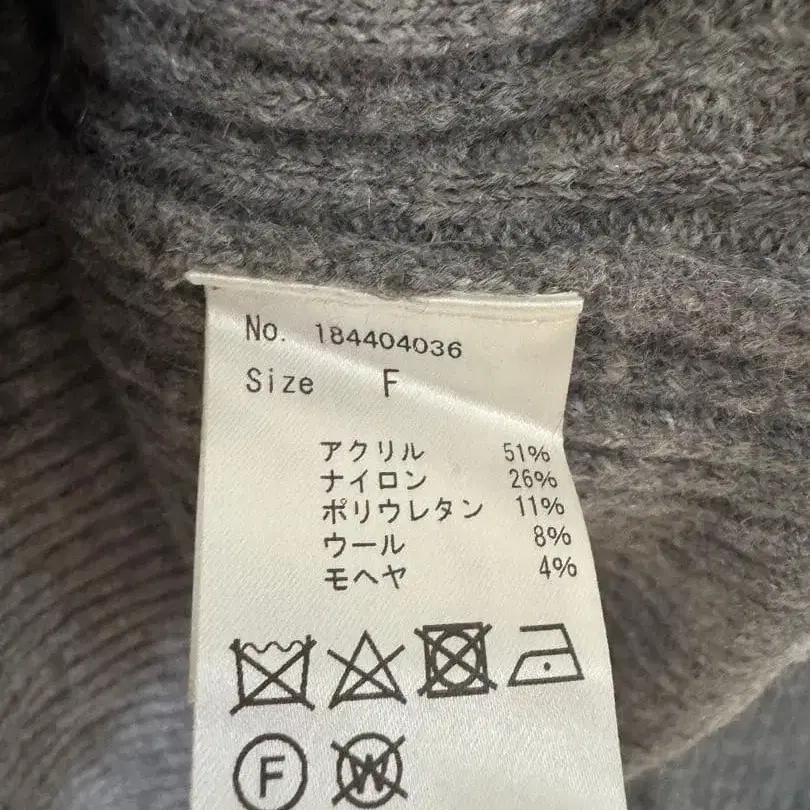 No. 184404036
Size F
アクリル 51%
ナイロン 26%
ポリウレタン 11%
ウール 8%
モヘヤ 4%
F W